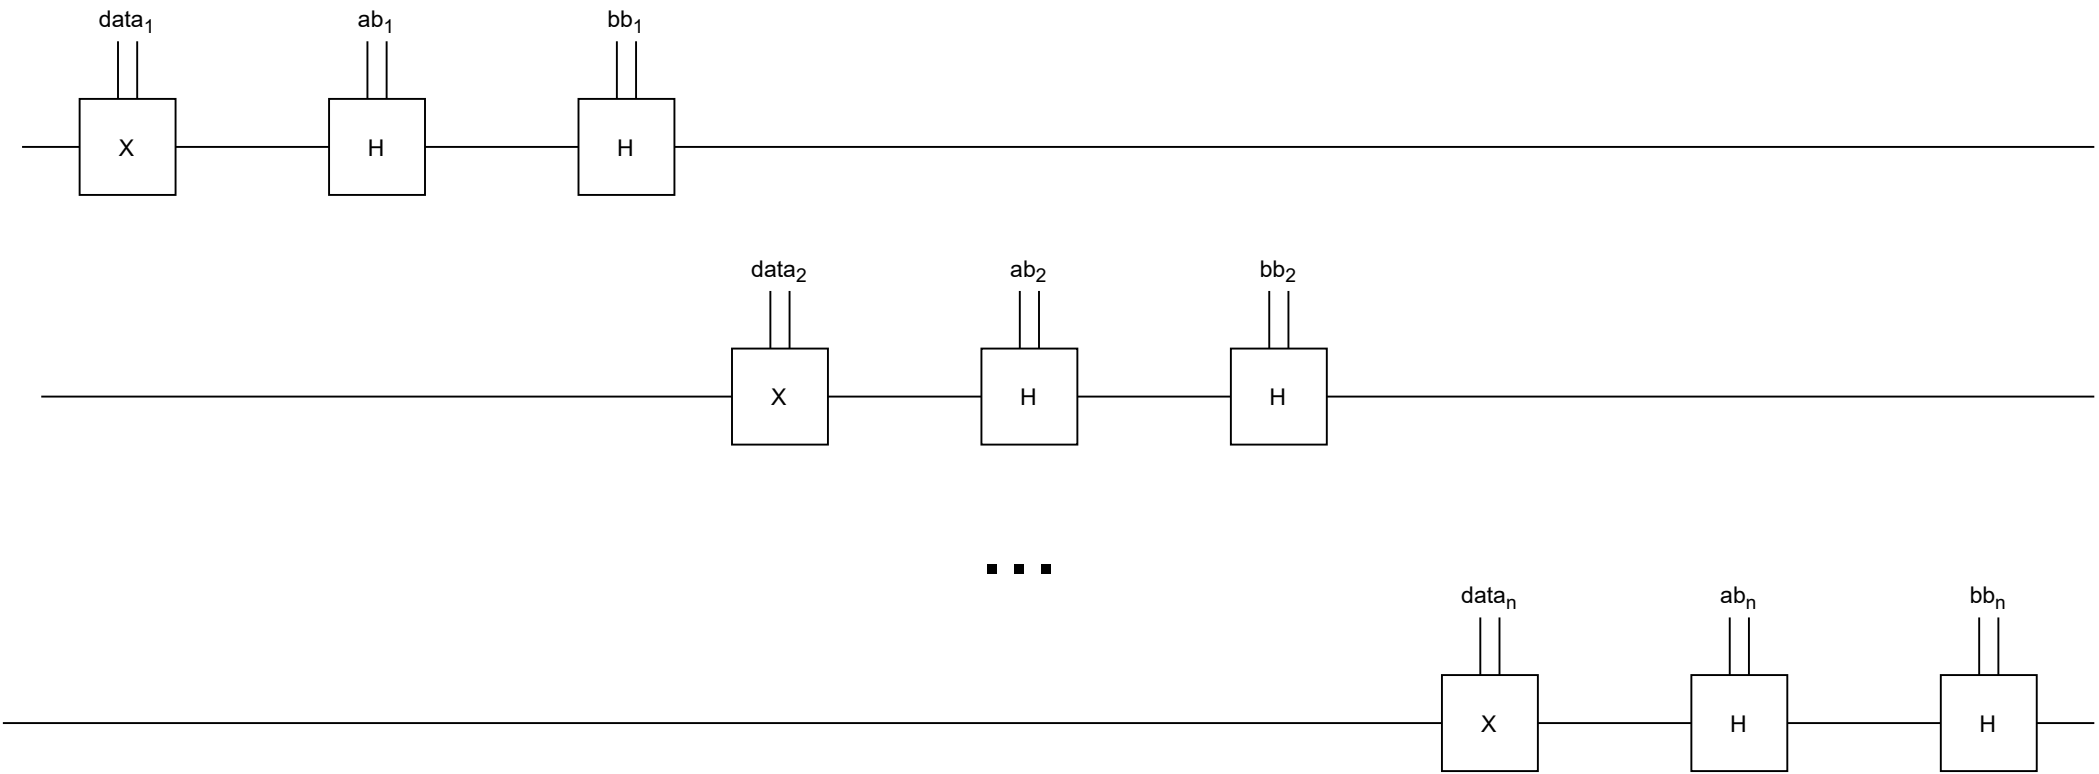 data₁ ab₁ bb₁
X H H
data₂ ab₂ bb₂
X H H
...
dataₙ abₙ bbₙ
X H H